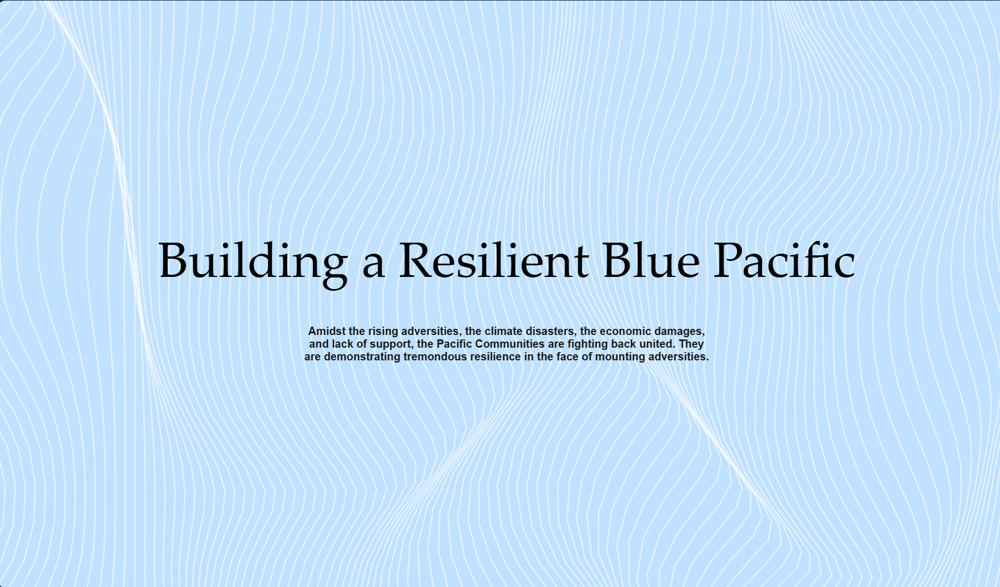 Building a Resilient Blue Pacific
Amidst the rising adversities, the climate disasters, the economic damages,
and lack of support, the Pacific Communities are fighting back united. They
are demonstrating tremondous resilience in the face of mounting adversities.